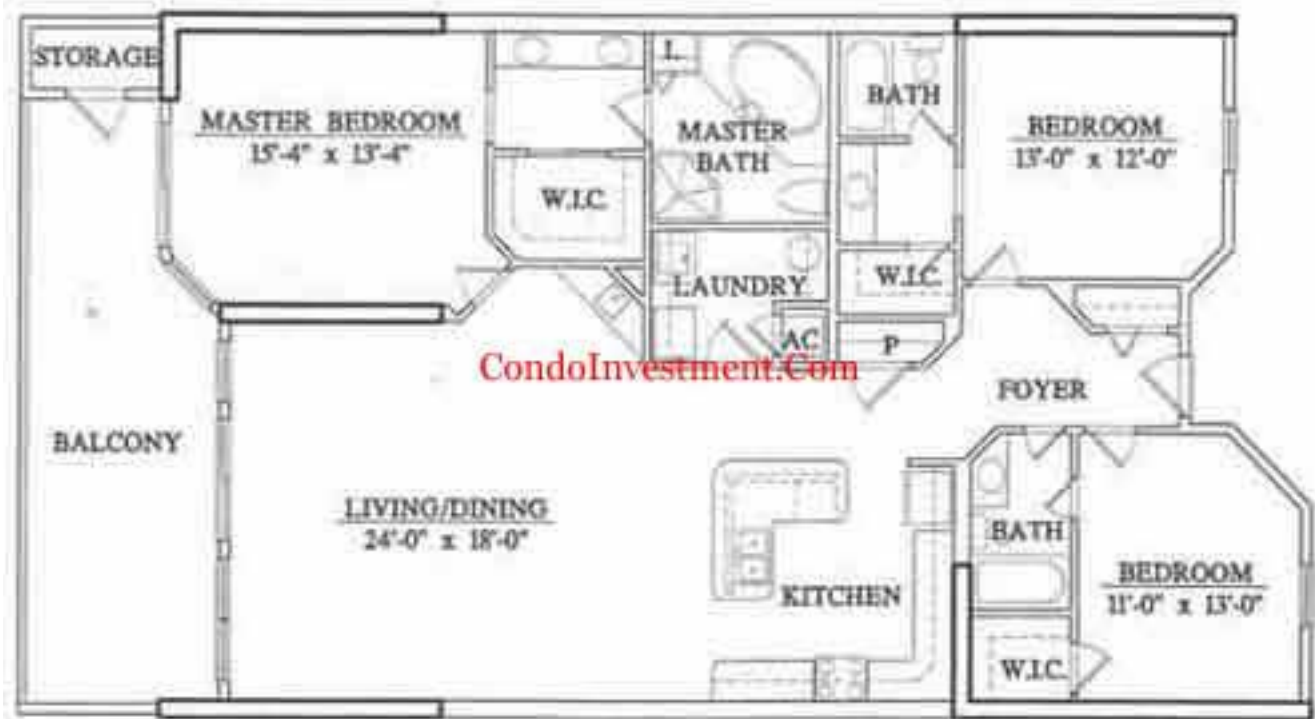 STORAGE
MASTER BEDROOM
15'-4" x 13'-4"
W.I.C.
L
MASTER
BATH
BATH
BEDROOM
13'-0" x 12'-0"
W.I.C.
LAUNDRY
AC
P
CondoInvestment.Com
FOYER
BALCONY
LIVING/DINING
24'-0" x 18'-0"
KITCHEN
BATH
BEDROOM
11'-0" x 13'-0"
W.I.C.